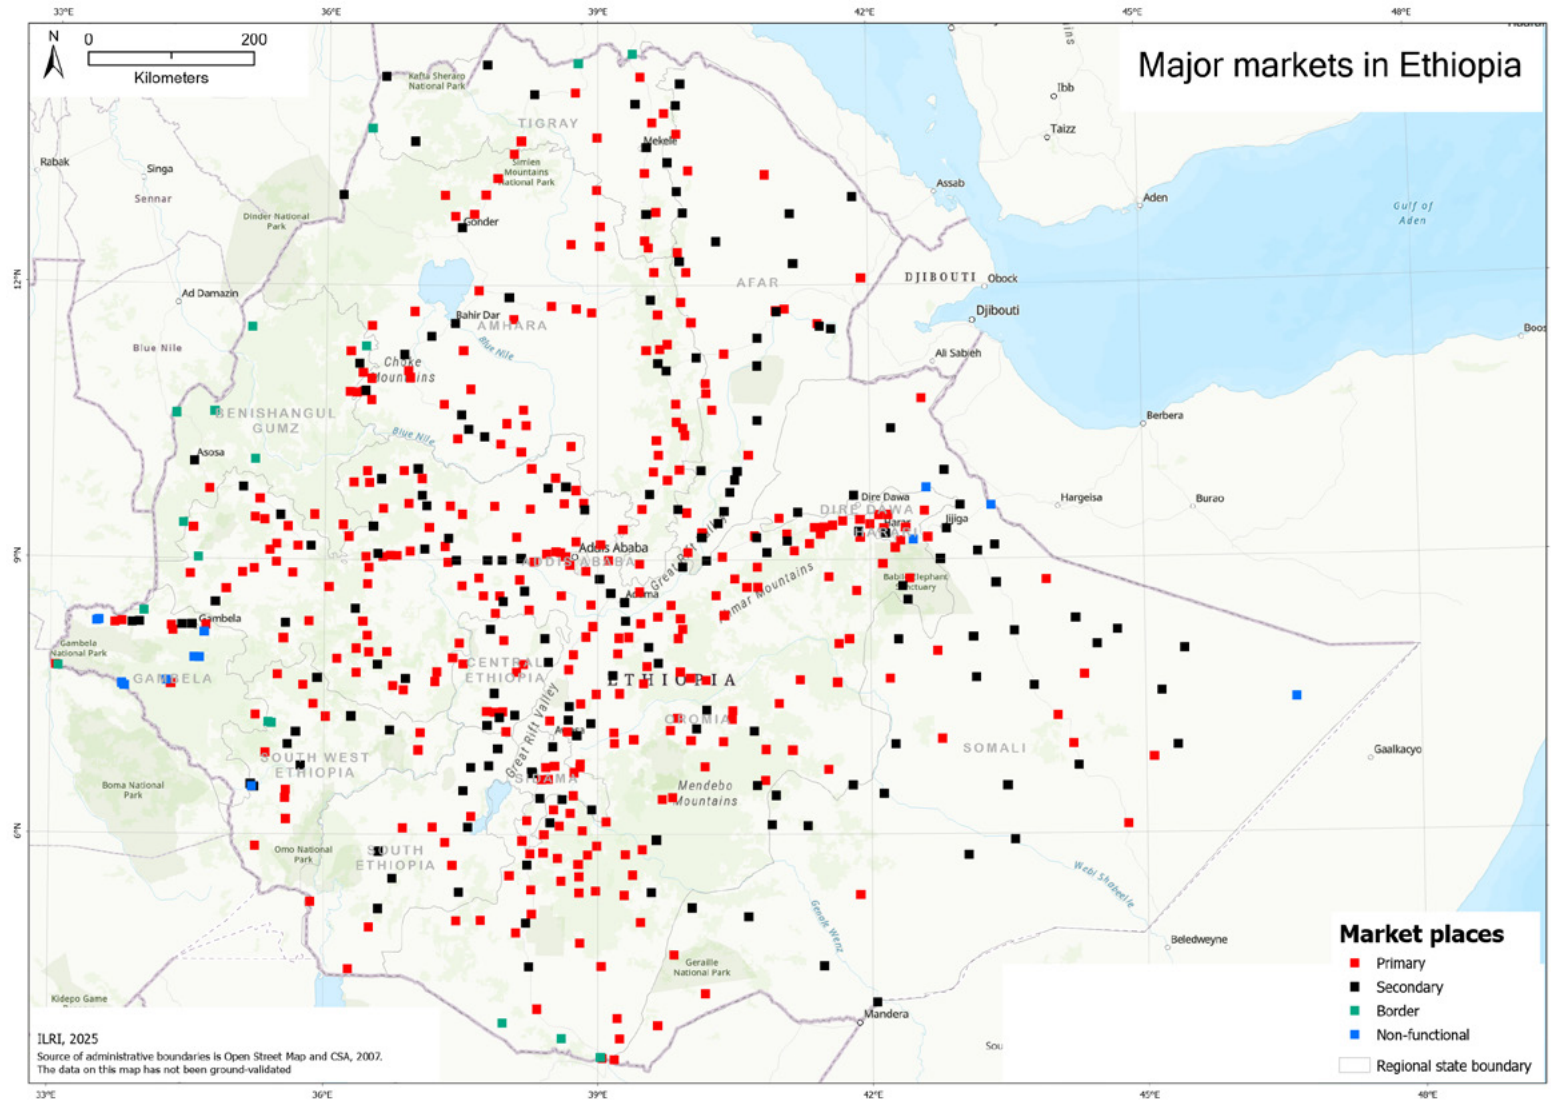 33°E 36°E 39°E 42°E 45°E 48°E
N
0 200
Kilometers
Major markets in Ethiopia
Kafta Sheraro
National Park
Ibb
TIGRAY
Taizz
Mekele
Rabak
Singa
Simien
Mountains
National Park
Assab
Sennar
Aden
Gulf of
Aden
Dinder National
Park
Gonder
12°N
AFAR
DJIBOUTI
Obock
Ad Damazin
Djibouti
Bahir Dar
AMHARA
Blue Nile
Blue Nile
Ali Sabieh
Choke
Mountains
BENISHANGUL
GUMZ
Berbera
Blue Nile
Asosa
Dire Dawa
Hargeisa
Burao
DIRE DAWA
Jijiga
Harar
HARARI
9°N
Addis Ababa
ADDIS ABABA
Great Rift Valley
Babile Elephant
Sanctuary
Adama
Gambela
Gambela
National Park
CENTRAL
ETHIOPIA
GAMBELA
ETHIOPIA
OROMIA
Great Rift Valley
SOMALI
Gaalkacyo
SOUTH WEST
ETHIOPIA
SIDAMA
Boma National
Park
Mendebo
Mountains
6°N
Omo National
Park
SOUTH
ETHIOPIA
Webi Shabeelle
Genale Wenz
Market places
Beledweyne
Primary
Geraille
National Park
Secondary
Kidepo Game
Border
Mandera
Non-functional
ILRI, 2025
Source of administrative boundaries is Open Street Map and CSA, 2007.
The data on this map has not been ground-validated
Regional state boundary
33°E 36°E 39°E 42°E 45°E 48°E